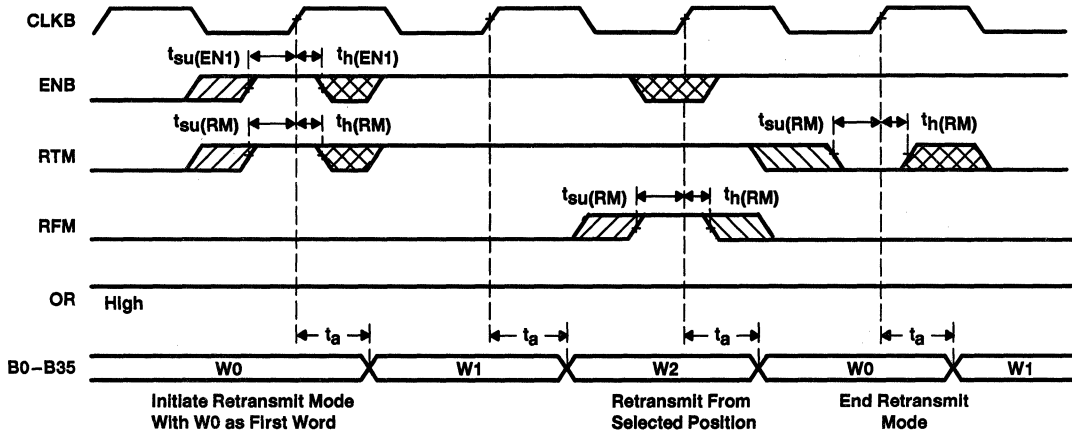 CLKB
tsu(EN1) th(EN1)
ENB
tsu(RM) th(RM) tsu(RM) th(RM)
RTM
tsu(RM) th(RM)
RFM
OR High
ta ta ta ta
B0–B35 W0 W1 W2 W0 W1
Initiate Retransmit Mode
With W0 as First Word
Retransmit From
Selected Position
End Retransmit
Mode